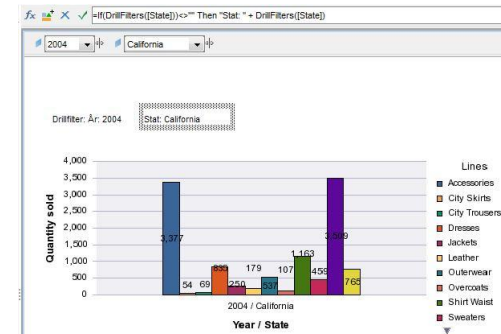 =If(DrillFilters([State]))<>"" Then "Stat: " + DrillFilters([State])
2004
California
Drillfilter: År: 2004
Stat: California
4,000
3,500
3,000
2,500
2,000
1,500
1,000
500
0
Quantity sold
3,377
54
69
835
250
179
537
107
1,163
459
765
2004 / California
Year / State
Lines
Accessories
City Skirts
City Trousers
Dresses
Jackets
Leather
Outerwear
Overcoats
Shirt Waist
Sweaters